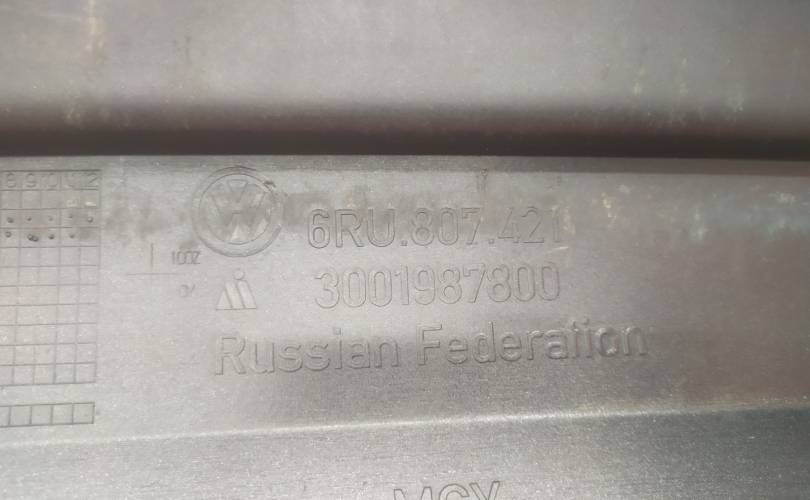 6RU.807.421
3001987800
Russian Federation